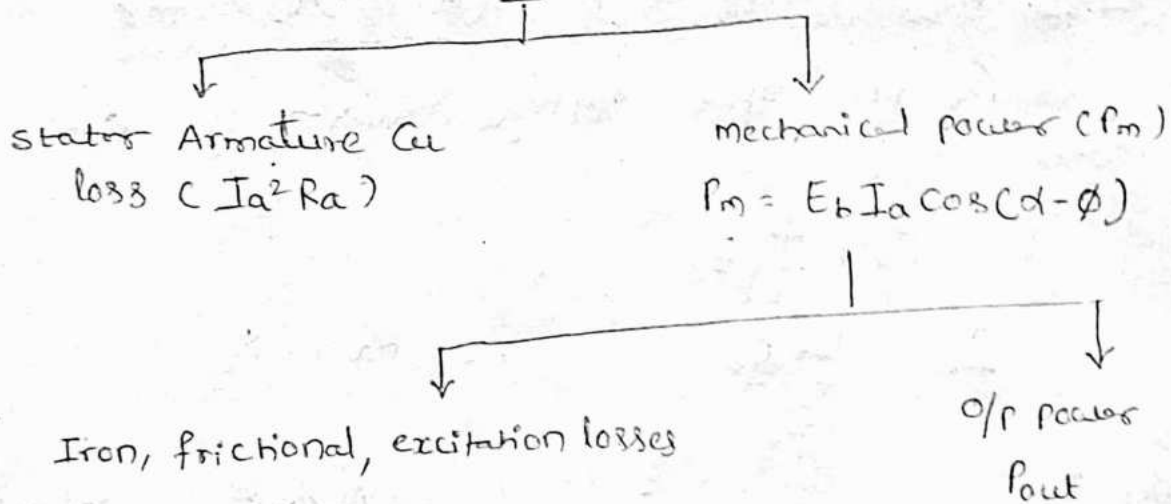 stator Armature Cu
loss ( Ia² Ra )
mechanical power (Pm)
Pm = Eb Ia cos(α-φ)
Iron, frictional, excitation losses
o/p power
Pout